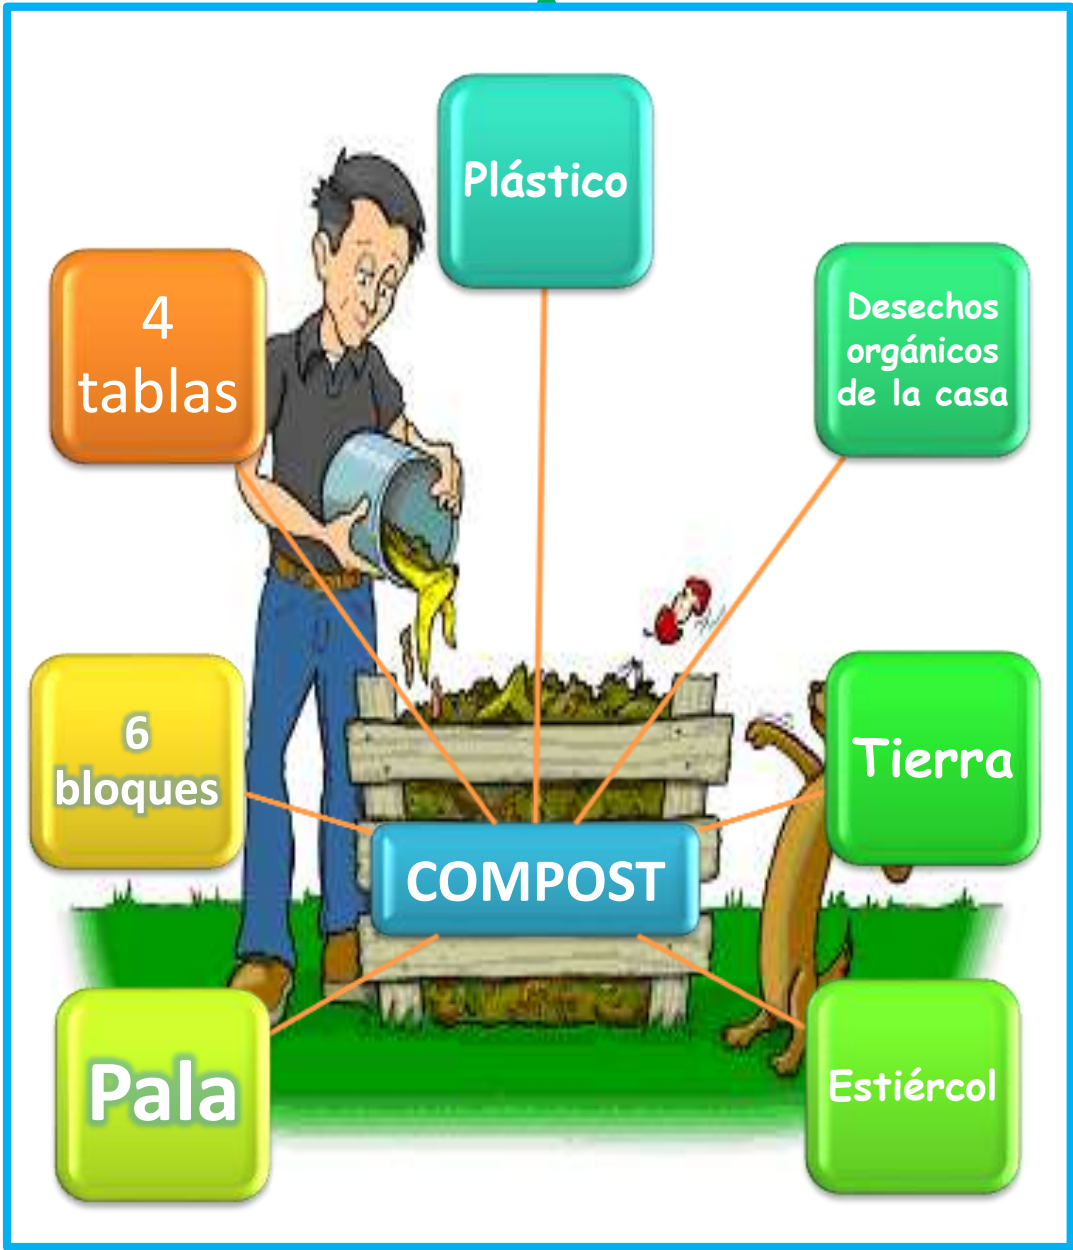 Plástico
4
tablas
Desechos
orgánicos
de la casa
6
bloques
Tierra
COMPOST
Pala
Estiércol